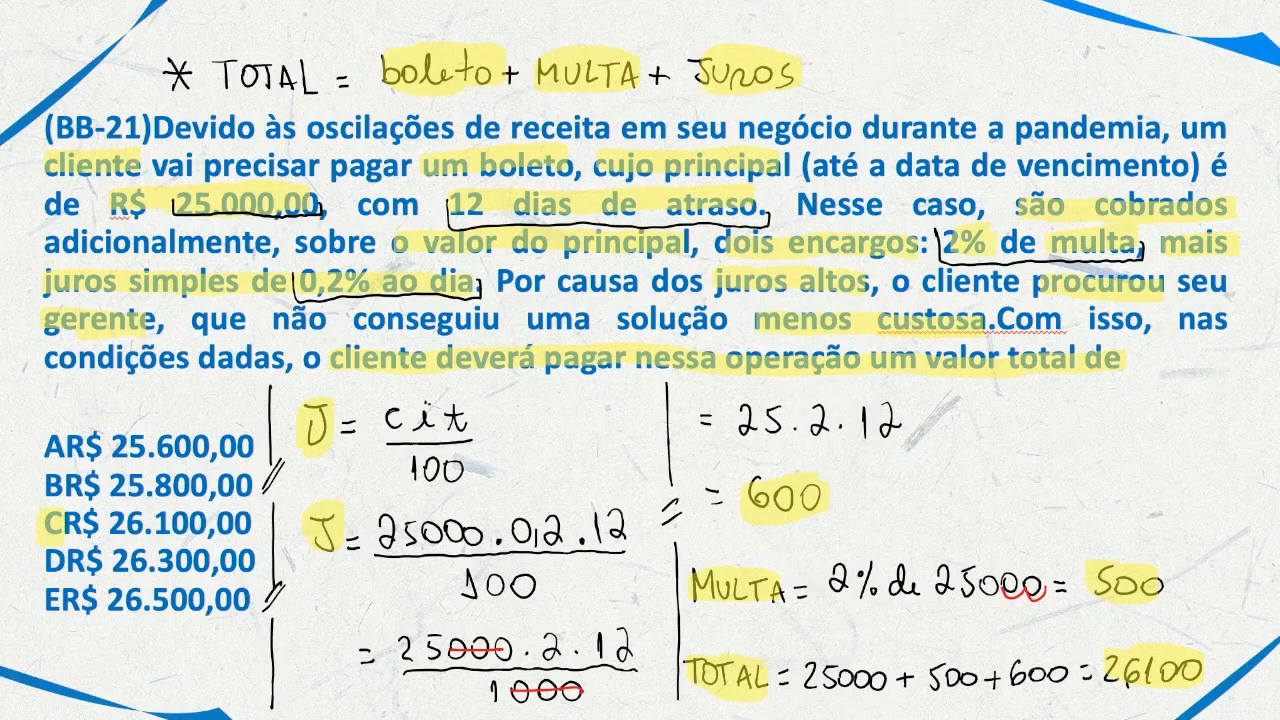 * TOTAL = boleto + MULTA + JUROS
(BB-21)Devido às oscilações de receita em seu negócio durante a pandemia, um
cliente vai precisar pagar um boleto, cujo principal (até a data de vencimento) é
de R$ 25.000,00, com 12 dias de atraso. Nesse caso, são cobrados
adicionalmente, sobre o valor do principal, dois encargos: 2% de multa, mais
juros simples de 0,2% ao dia. Por causa dos juros altos, o cliente procurou seu
gerente, que não conseguiu uma solução menos custosa.Com isso, nas
condições dadas, o cliente deverá pagar nessa operação um valor total de
AR$ 25.600,00
BR$ 25.800,00
CR$ 26.100,00
DR$ 26.300,00
ER$ 26.500,00
J = cit
100
J = 25000.0,2.12
100
= 25000.2.12
1000
= 25.2.12
= 600
MULTA = 2% de 25000 = 500
TOTAL = 25000 + 500 + 600 = 26100